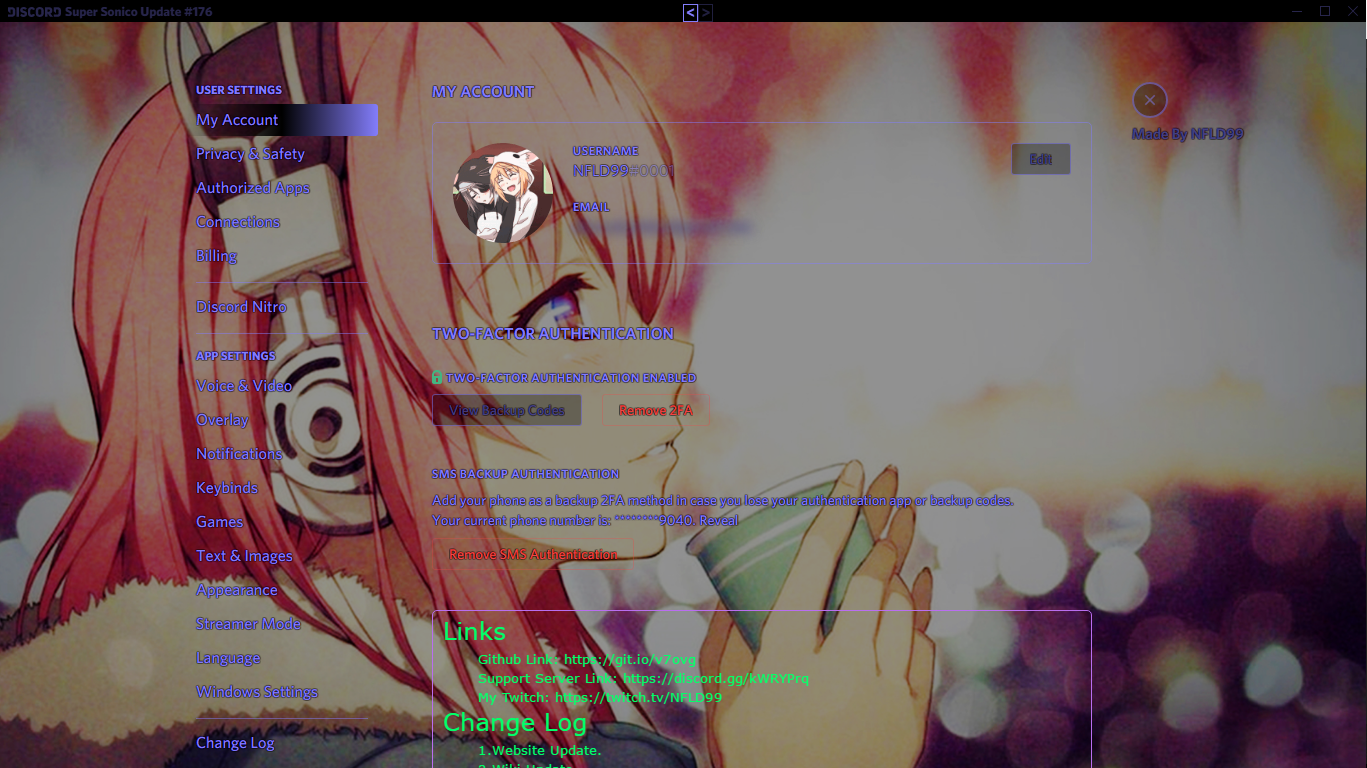 DISCORD Super Sonico Update #176
< >
USER SETTINGS
My Account
Privacy & Safety
Authorized Apps
Connections
Billing
Discord Nitro
APP SETTINGS
Voice & Video
Overlay
Notifications
Keybinds
Games
Text & Images
Appearance
Streamer Mode
Language
Windows Settings
Change Log
MY ACCOUNT
USERNAME
NFLD99#0001
EMAIL
Edit
Made By NFLD99
TWO-FACTOR AUTHENTICATION
TWO-FACTOR AUTHENTICATION ENABLED
View Backup Codes
Remove 2FA
SMS BACKUP AUTHENTICATION
Add your phone as a backup 2FA method in case you lose your authentication app or backup codes.
Your current phone number is: ********9040. Reveal
Remove SMS Authentication
Links
Github Link: https://git.io/v7ovg
Support Server Link: https://discord.gg/kWRYPrq
My Twitch: https://twitch.tv/NFLD99
Change Log
1.Website Update.
2.Wiki Update.